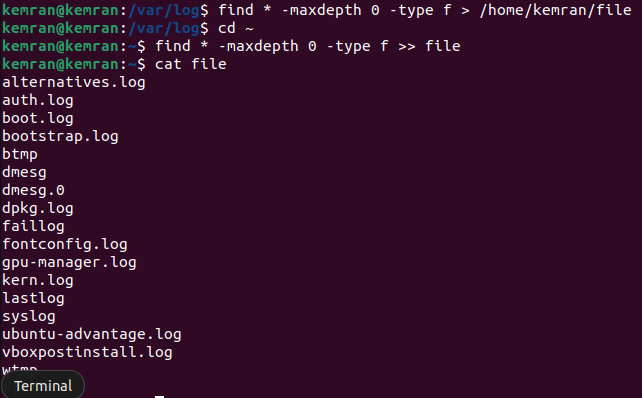 kemran@kemran:/var/log$ find * -maxdepth 0 -type f > /home/kemran/file
kemran@kemran:/var/log$ cd ~
kemran@kemran:~$ find * -maxdepth 0 -type f >> file
kemran@kemran:~$ cat file
alternatives.log
auth.log
boot.log
bootstrap.log
btmp
dmesg
dmesg.0
dpkg.log
faillog
fontconfig.log
gpu-manager.log
kern.log
lastlog
syslog
ubuntu-advantage.log
vboxpostinstall.log
wtmp
Terminal